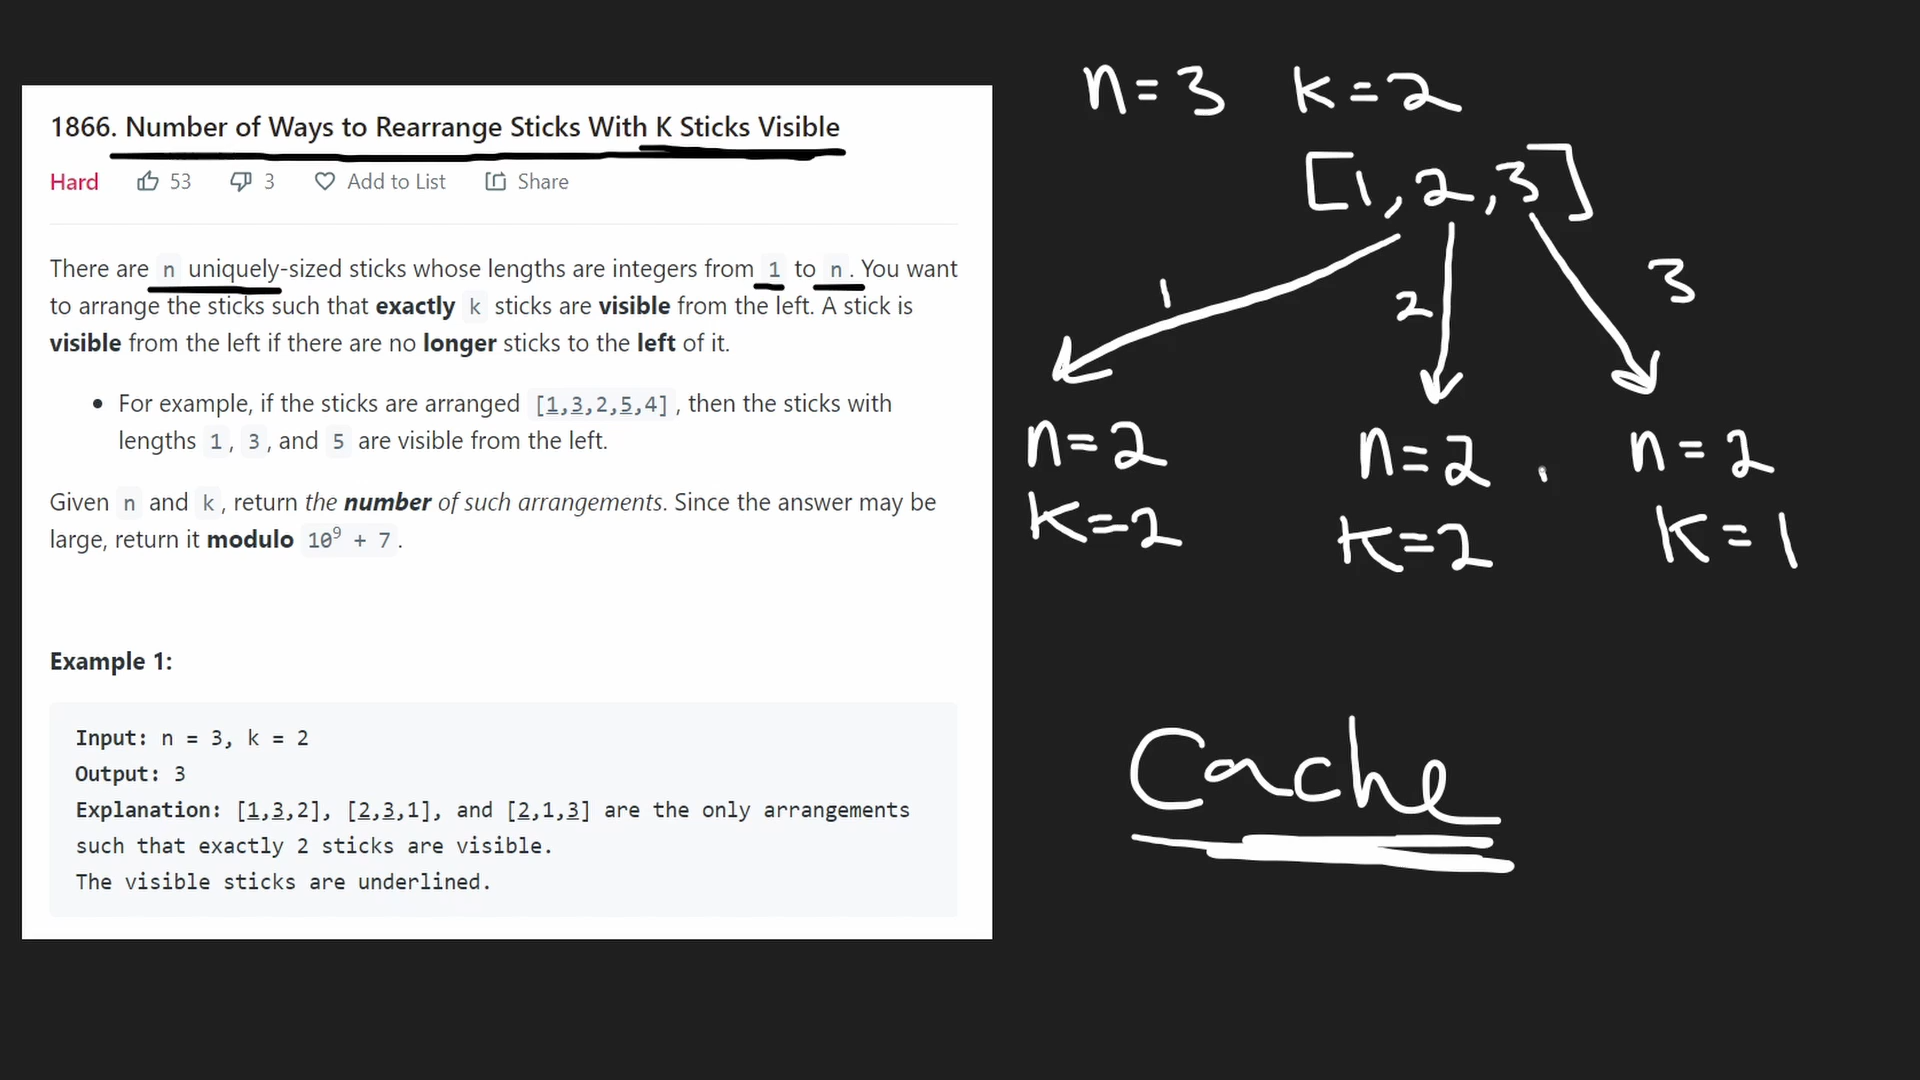 1866. Number of Ways to Rearrange Sticks With K Sticks Visible
Hard 53 3 Add to List Share
There are n uniquely-sized sticks whose lengths are integers from 1 to n. You want
to arrange the sticks such that exactly k sticks are visible from the left. A stick is
visible from the left if there are no longer sticks to the left of it.
• For example, if the sticks are arranged [1,3,2,5,4], then the sticks with
lengths 1, 3, and 5 are visible from the left.
Given n and k, return the number of such arrangements. Since the answer may be
large, return it modulo 10⁹ + 7.
Example 1:
Input: n = 3, k = 2
Output: 3
Explanation: [1,3,2], [2,3,1], and [2,1,3] are the only arrangements
such that exactly 2 sticks are visible.
The visible sticks are underlined.
n=3 k=2
[1,2,3]
1 2 3
n=2 n=2 n=2
k=2 k=2 k=1
Cache